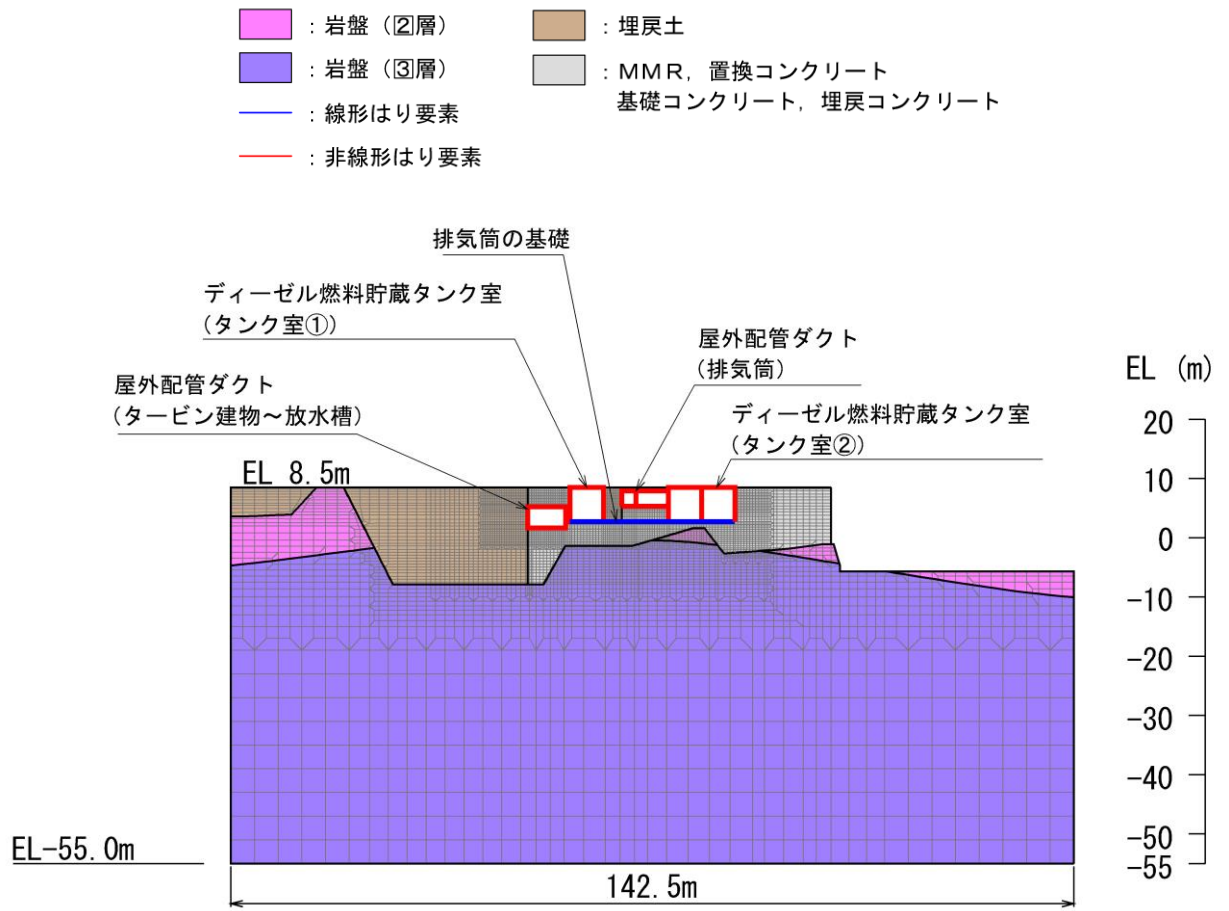 ：岩盤（2層）
：埋戻土
：岩盤（3層）
：ＭＭＲ，置換コンクリート
基礎コンクリート，埋戻コンクリート
：線形はり要素
：非線形はり要素
排気筒の基礎
ディーゼル燃料貯蔵タンク室
(タンク室①)
屋外配管ダクト
(排気筒)
屋外配管ダクト
(タービン建物～放水槽)
ディーゼル燃料貯蔵タンク室
(タンク室②)
EL (m)
EL 8.5m
20
10
0
-10
-20
-30
-40
-50
-55
EL-55.0m
142.5m